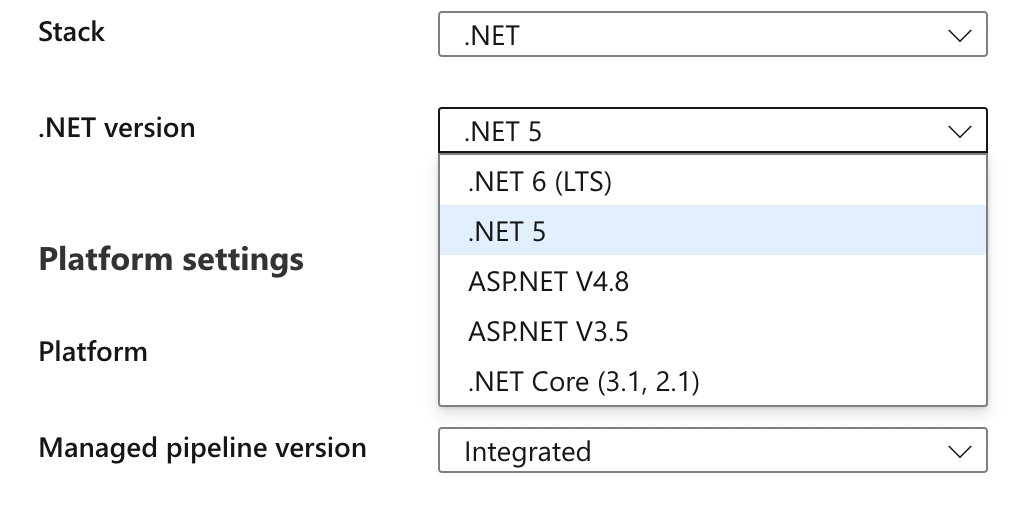 Stack
.NET
.NET version
.NET 5
.NET 6 (LTS)
.NET 5
ASP.NET V4.8
ASP.NET V3.5
.NET Core (3.1, 2.1)
Platform settings
Platform
Managed pipeline version
Integrated